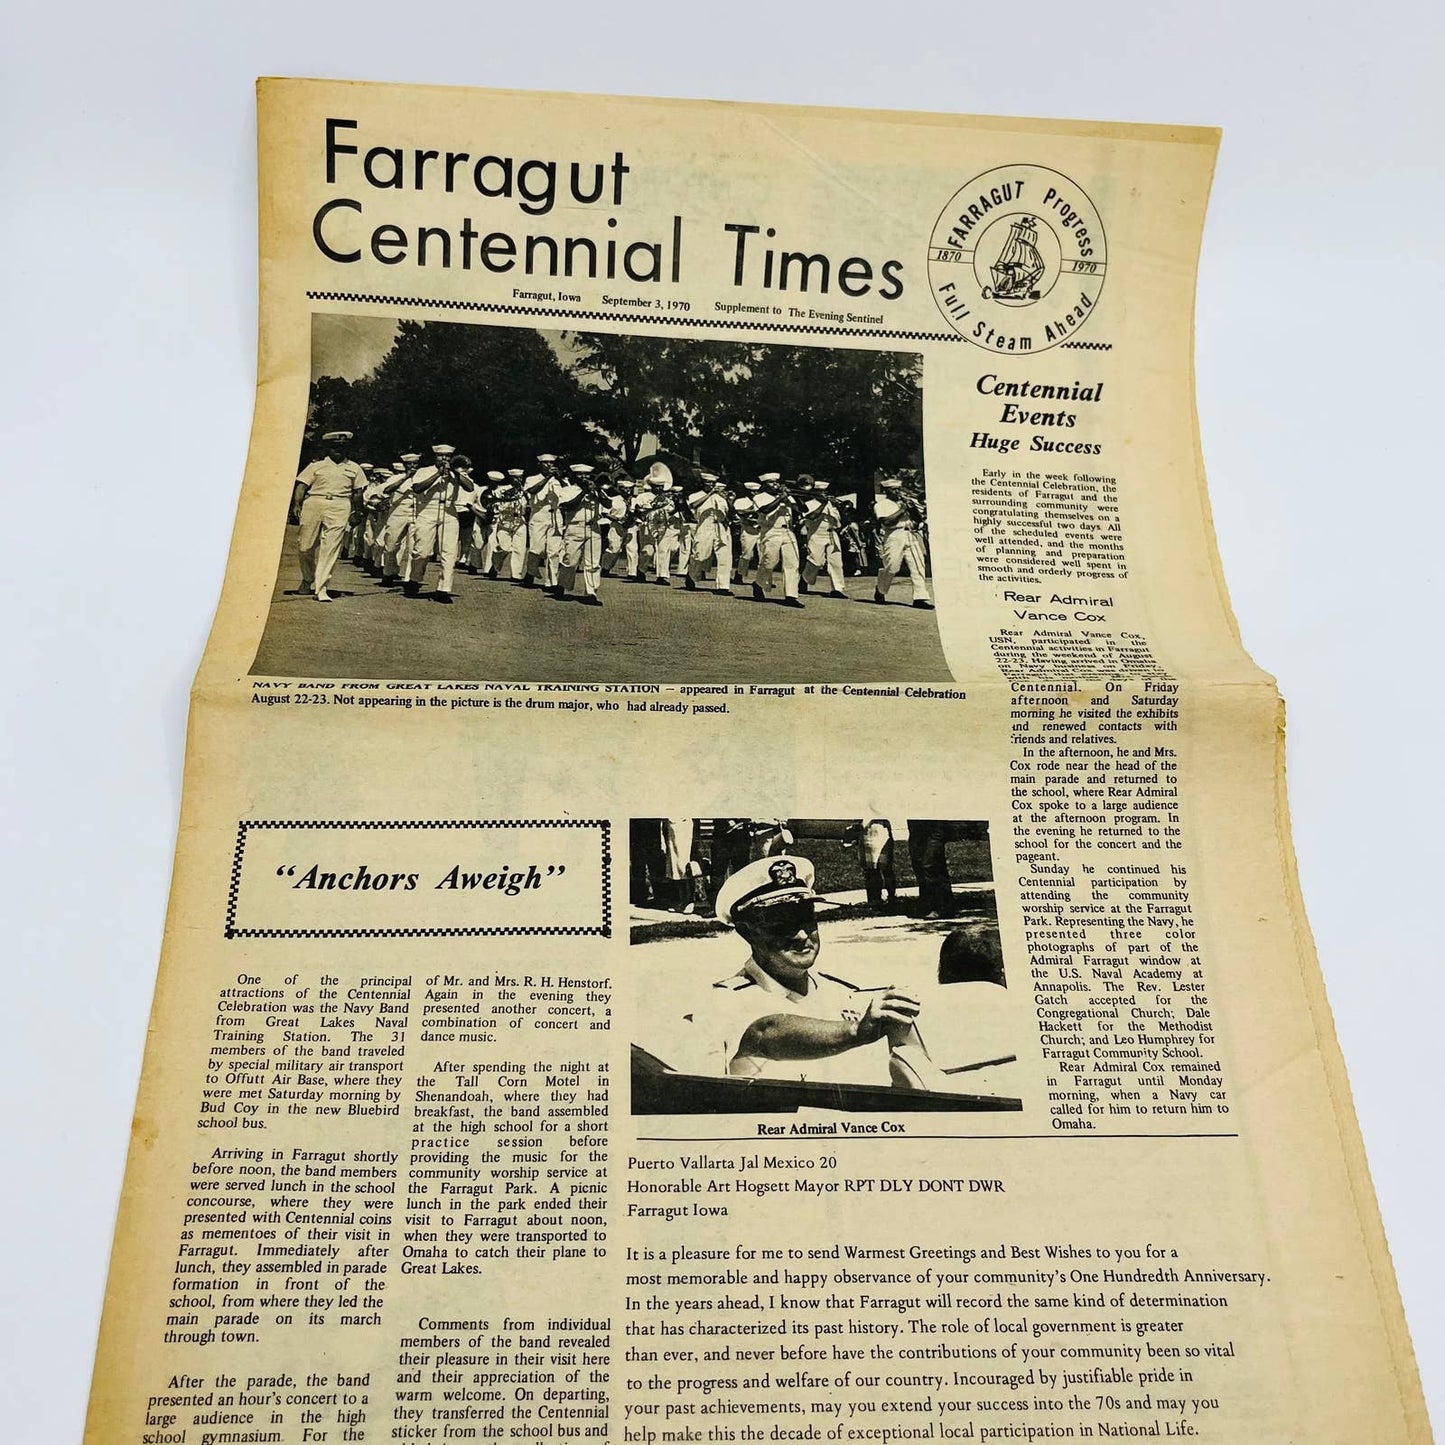 Farragut
Centennial Times
FARRAGUT Progress
1870
1970
Full Steam Ahead
Farragut, Iowa September 3, 1970 Supplement to The Evening Sentinel
NAVY BAND FROM GREAT LAKES NAVAL TRAINING STATION — appeared in Farragut at the Centennial Celebration
August 22-23. Not appearing in the picture is the drum major, who had already passed.
Centennial
Events
Huge Success
Early in the week following
the Centennial Celebration, the
residents of Farragut and the
surrounding community were
congratulating themselves on a
highly successful two days. All
of the scheduled events were
well attended, and the months
of planning and preparation
were considered well spent in
smooth and orderly progress of
the activities.
Rear Admiral
Vance Cox
Rear Admiral Vance Cox,
USN, participated in the
Centennial activities in Farragut
during the weekend of August
22-23. Having arrived in Omaha
on Navy business on Friday,
Centennial. On Friday
afternoon and Saturday
morning he visited the exhibits
and renewed contacts with
friends and relatives.
In the afternoon, he and Mrs.
Cox rode near the head of the
main parade and returned to
the school, where Rear Admiral
Cox spoke to a large audience
at the afternoon program. In
the evening he returned to the
school for the concert and the
pageant.
Sunday he continued his
Centennial participation by
attending the community
worship service at the Farragut
Park. Representing the Navy, he
presented three color
photographs of part of the
Admiral Farragut window at
the U.S. Naval Academy at
Annapolis. The Rev. Lester
Gatch accepted for the
Congregational Church; Dale
Hackett for the Methodist
Church; and Leo Humphrey for
Farragut Community School.
Rear Admiral Cox remained
in Farragut until Monday
morning, when a Navy car
called for him to return him to
Omaha.
"Anchors Aweigh"
One of the principal
attractions of the Centennial
Celebration was the Navy Band
from Great Lakes Naval
Training Station. The 31
members of the band traveled
by special military air transport
to Offutt Air Base, where they
were met Saturday morning by
Bud Coy in the new Bluebird
school bus.
Arriving in Farragut shortly
before noon, the band members
were served lunch in the school
concourse, where they were
presented with Centennial coins
as mementoes of their visit in
Farragut. Immediately after
lunch, they assembled in parade
formation in front of the
school, from where they led the
main parade on its march
through town.
After the parade, the band
presented an hour's concert to a
large audience in the high
school gymnasium. For the
of Mr. and Mrs. R. H. Henstorf.
Again in the evening they
presented another concert, a
combination of concert and
dance music.
After spending the night at
the Tall Corn Motel in
Shenandoah, where they had
breakfast, the band assembled
at the high school for a short
practice session before
providing the music for the
community worship service at
the Farragut Park. A picnic
lunch in the park ended their
visit to Farragut about noon,
when they were transported to
Omaha to catch their plane to
Great Lakes.
Comments from individual
members of the band revealed
their pleasure in their visit here
and their appreciation of the
warm welcome. On departing,
they transferred the Centennial
sticker from the school bus and
Rear Admiral Vance Cox
Puerto Vallarta Jal Mexico 20
Honorable Art Hogsett Mayor RPT DLY DONT DWR
Farragut Iowa
It is a pleasure for me to send Warmest Greetings and Best Wishes to you for a
most memorable and happy observance of your community's One Hundredth Anniversary.
In the years ahead, I know that Farragut will record the same kind of determination
that has characterized its past history. The role of local government is greater
than ever, and never before have the contributions of your community been so vital
to the progress and welfare of our country. Incouraged by justifiable pride in
your past achievements, may you extend your success into the 70s and may you
help make this the decade of exceptional local participation in National Life.